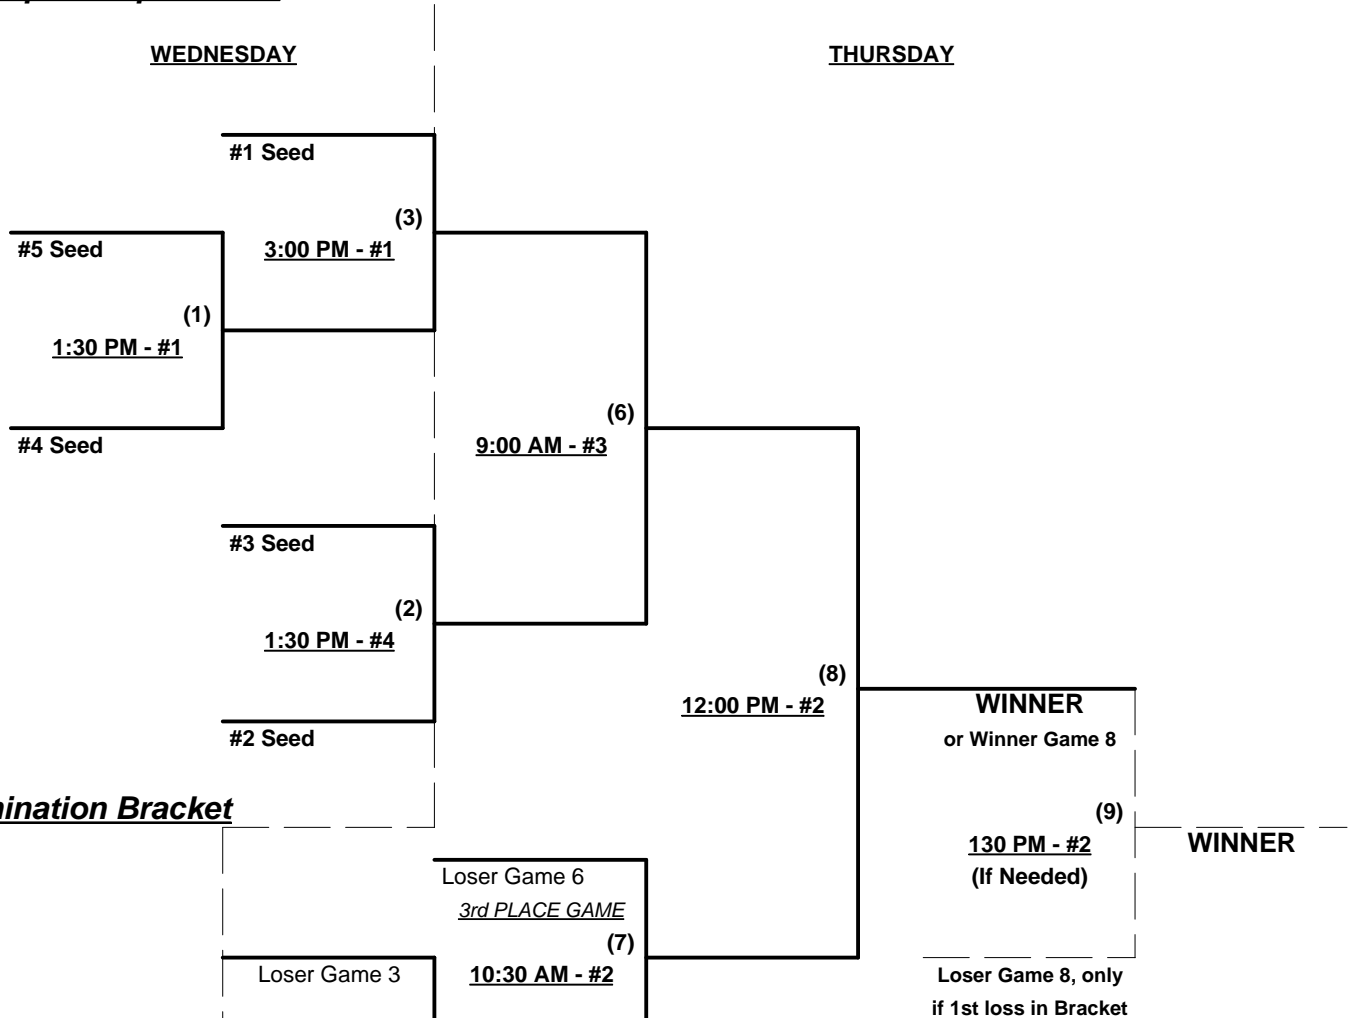 WEDNESDAY
THURSDAY
#1 Seed
(3)
#5 Seed
3:00 PM - #1
(1)
1:30 PM - #1
(6)
#4 Seed
9:00 AM - #3
#3 Seed
(2)
1:30 PM - #4
(8)
12:00 PM - #2
WINNER
#2 Seed
or Winner Game 8
Bracket
(9)
130 PM - #2
WINNER
Loser Game 6
(If Needed)
3rd PLACE GAME
(7)
Loser Game 3
10:30 AM - #2
Loser Game 8, only
if 1st loss in Bracket